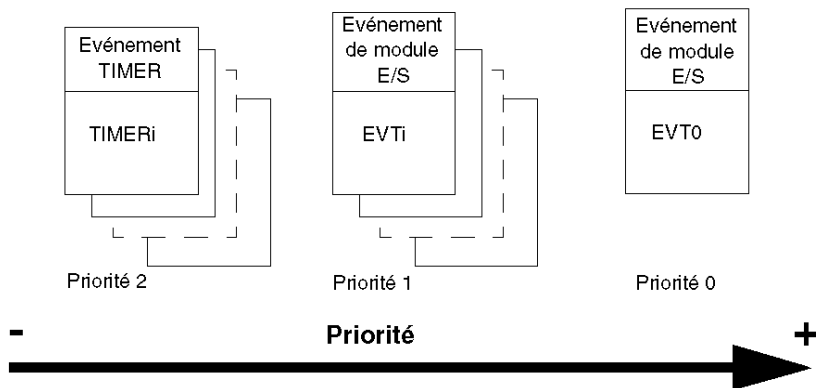 Evénement
TIMER
TIMERi
Priorité 2
Evénement
de module
E/S
EVTi
Priorité 1
Evénement
de module
E/S
EVT0
Priorité 0
-
Priorité
+